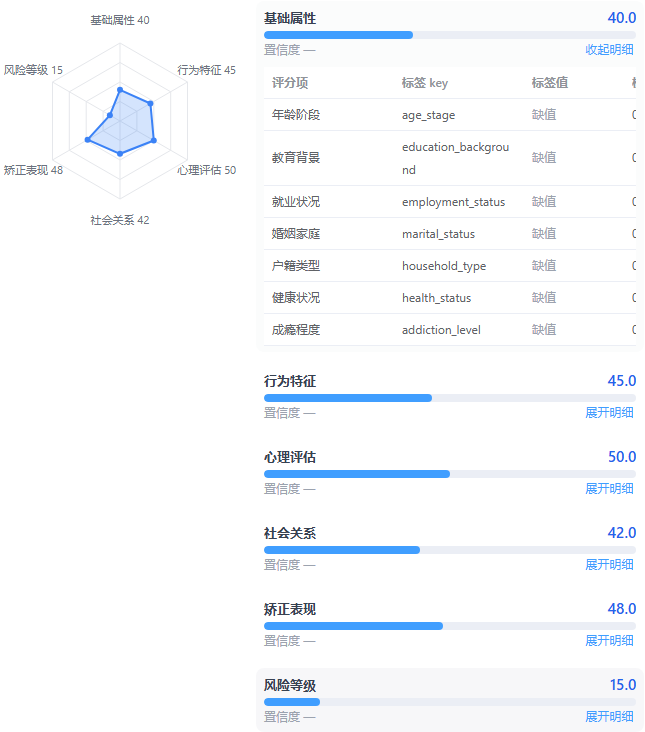 基础属性 40
风险等级 15
行为特征 45
矫正表现 48
心理评估 50
社会关系 42
基础属性 40.0
置信度 — 收起明细
评分项 标签 key 标签值
年龄阶段 age_stage 缺值
教育背景 education_backgrou
nd 缺值
就业状况 employment_status 缺值
婚姻家庭 marital_status 缺值
户籍类型 household_type 缺值
健康状况 health_status 缺值
成瘾程度 addiction_level 缺值
行为特征 45.0
置信度 — 展开明细
心理评估 50.0
置信度 — 展开明细
社会关系 42.0
置信度 — 展开明细
矫正表现 48.0
置信度 — 展开明细
风险等级 15.0
置信度 — 展开明细